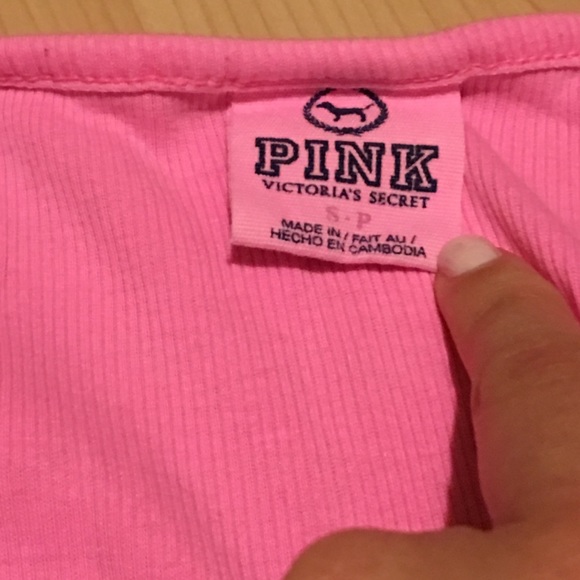 PINK
VICTORIA'S SECRET
S-P
MADE IN / FAIT AU /
HECHO EN CAMBODIA